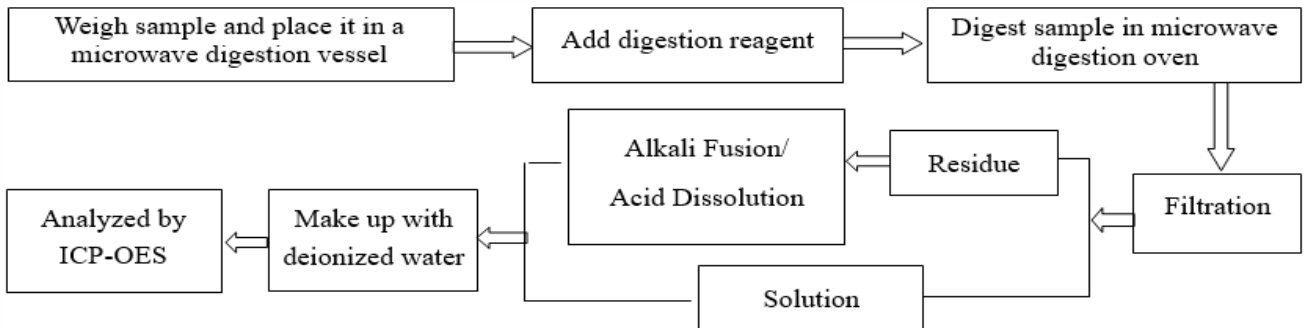 Weigh sample and place it in a
microwave digestion vessel
Add digestion reagent
Digest sample in microwave
digestion oven
Filtration
Residue
Alkali Fusion/
Acid Dissolution
Solution
Make up with
deionized water
Analyzed by
ICP-OES